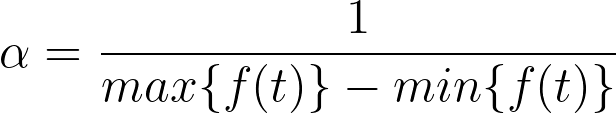 α = 1 / max{f(t)} − min{f(t)}